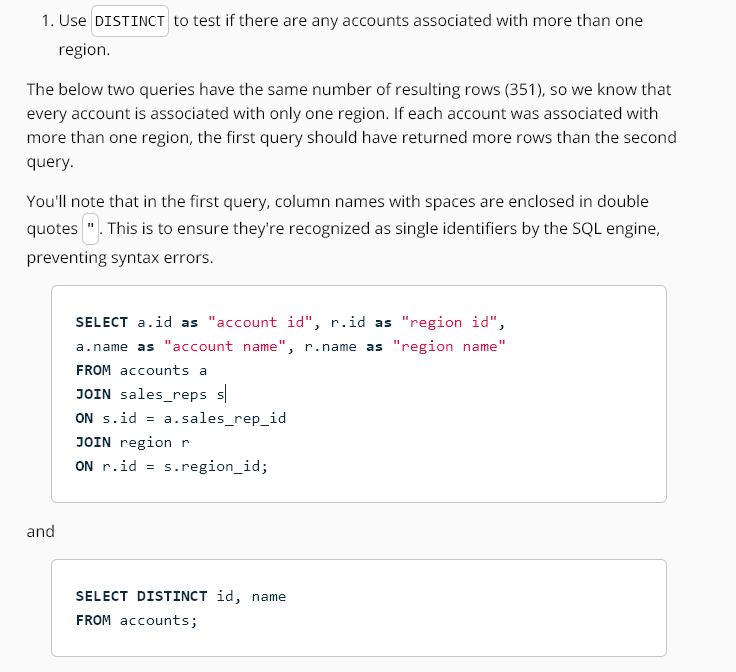 1. Use DISTINCT to test if there are any accounts associated with more than one
region.
The below two queries have the same number of resulting rows (351), so we know that
every account is associated with only one region. If each account was associated with
more than one region, the first query should have returned more rows than the second
query.
You'll note that in the first query, column names with spaces are enclosed in double
quotes ". This is to ensure they're recognized as single identifiers by the SQL engine,
preventing syntax errors.
SELECT a.id as "account id", r.id as "region id",
a.name as "account name", r.name as "region name"
FROM accounts a
JOIN sales_reps s
ON s.id = a.sales_rep_id
JOIN region r
ON r.id = s.region_id;
and
SELECT DISTINCT id, name
FROM accounts;